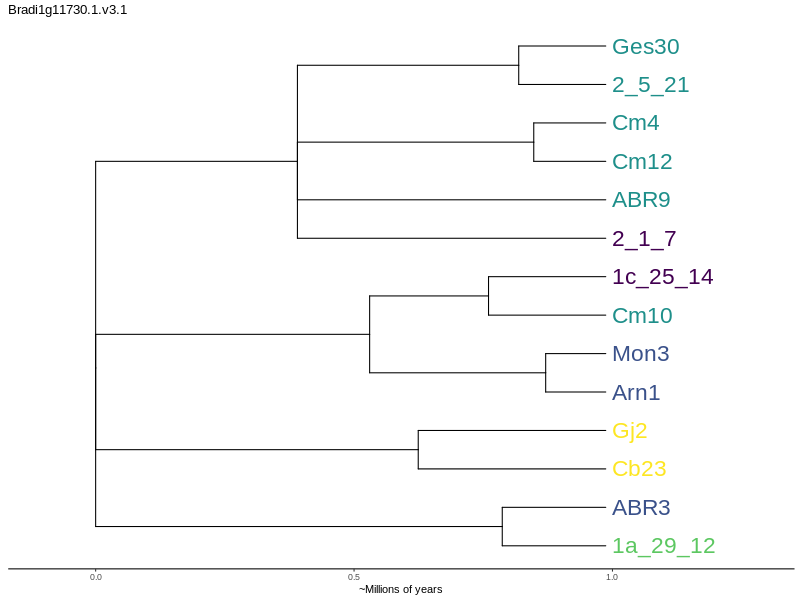 Bradi1g11730.1.v3.1
Ges30
2_5_21
Cm4
Cm12
ABR9
2_1_7
1c_25_14
Cm10
Mon3
Arn1
Gj2
Cb23
ABR3
1a_29_12
0.0 0.5 1.0
~Millions of years